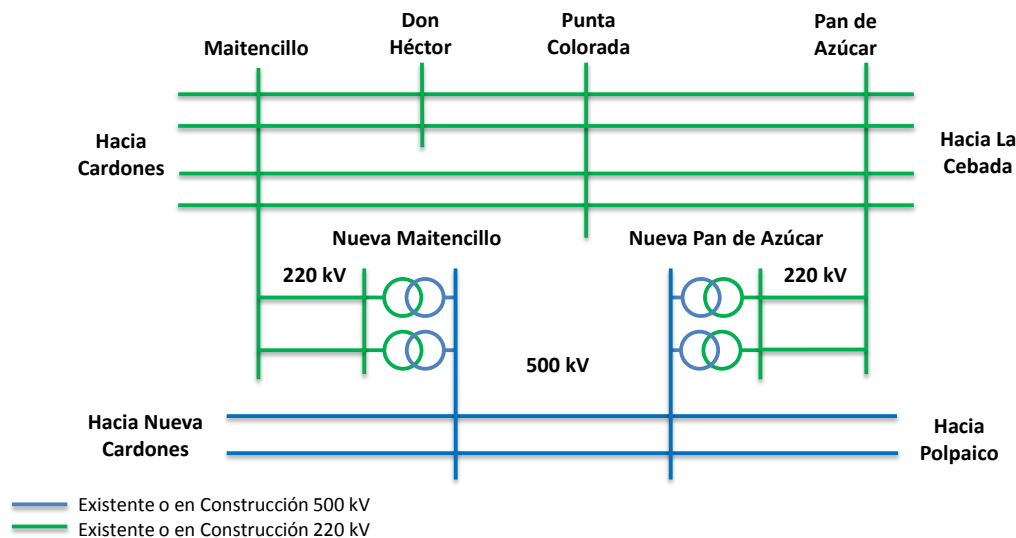 Maitencillo
Don
Héctor
Punta
Colorada
Pan de
Azúcar
Hacia
Cardones
Hacia La
Cebada
Nueva Maitencillo
Nueva Pan de Azúcar
220 kV
220 kV
500 kV
Hacia Nueva
Cardones
Hacia
Polpaico
Existente o en Construcción 500 kV
Existente o en Construcción 220 kV